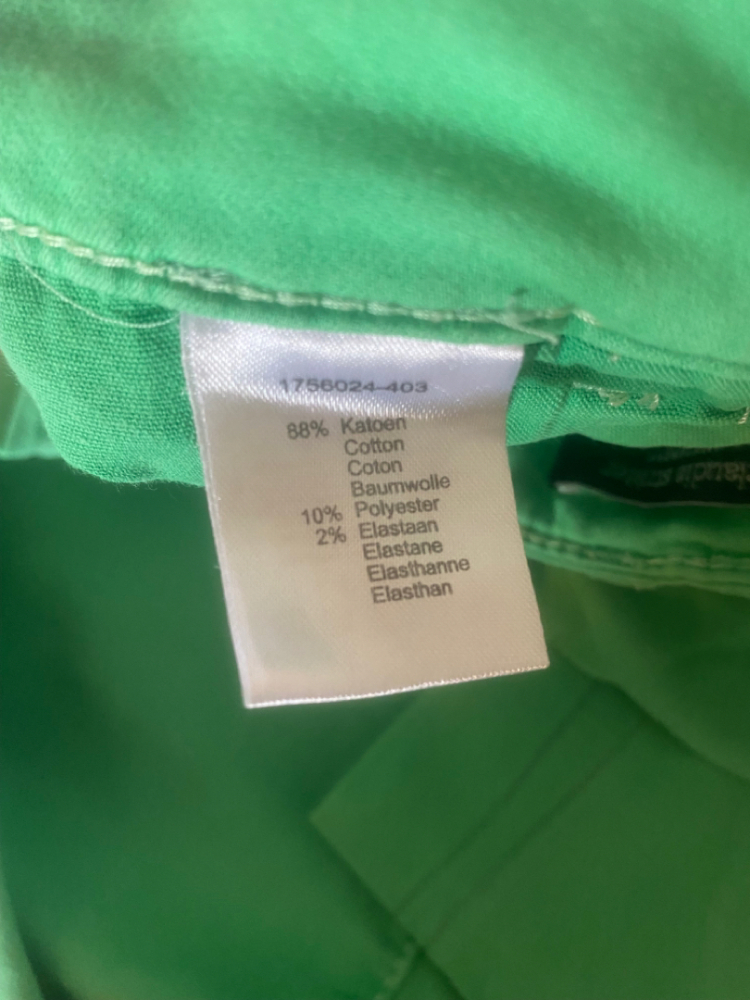 1756024-403
88% Katoen
Cotton
Coton
Baumwolle
10% Polyester
2% Elastaan
Elastane
Elasthanne
Elasthan